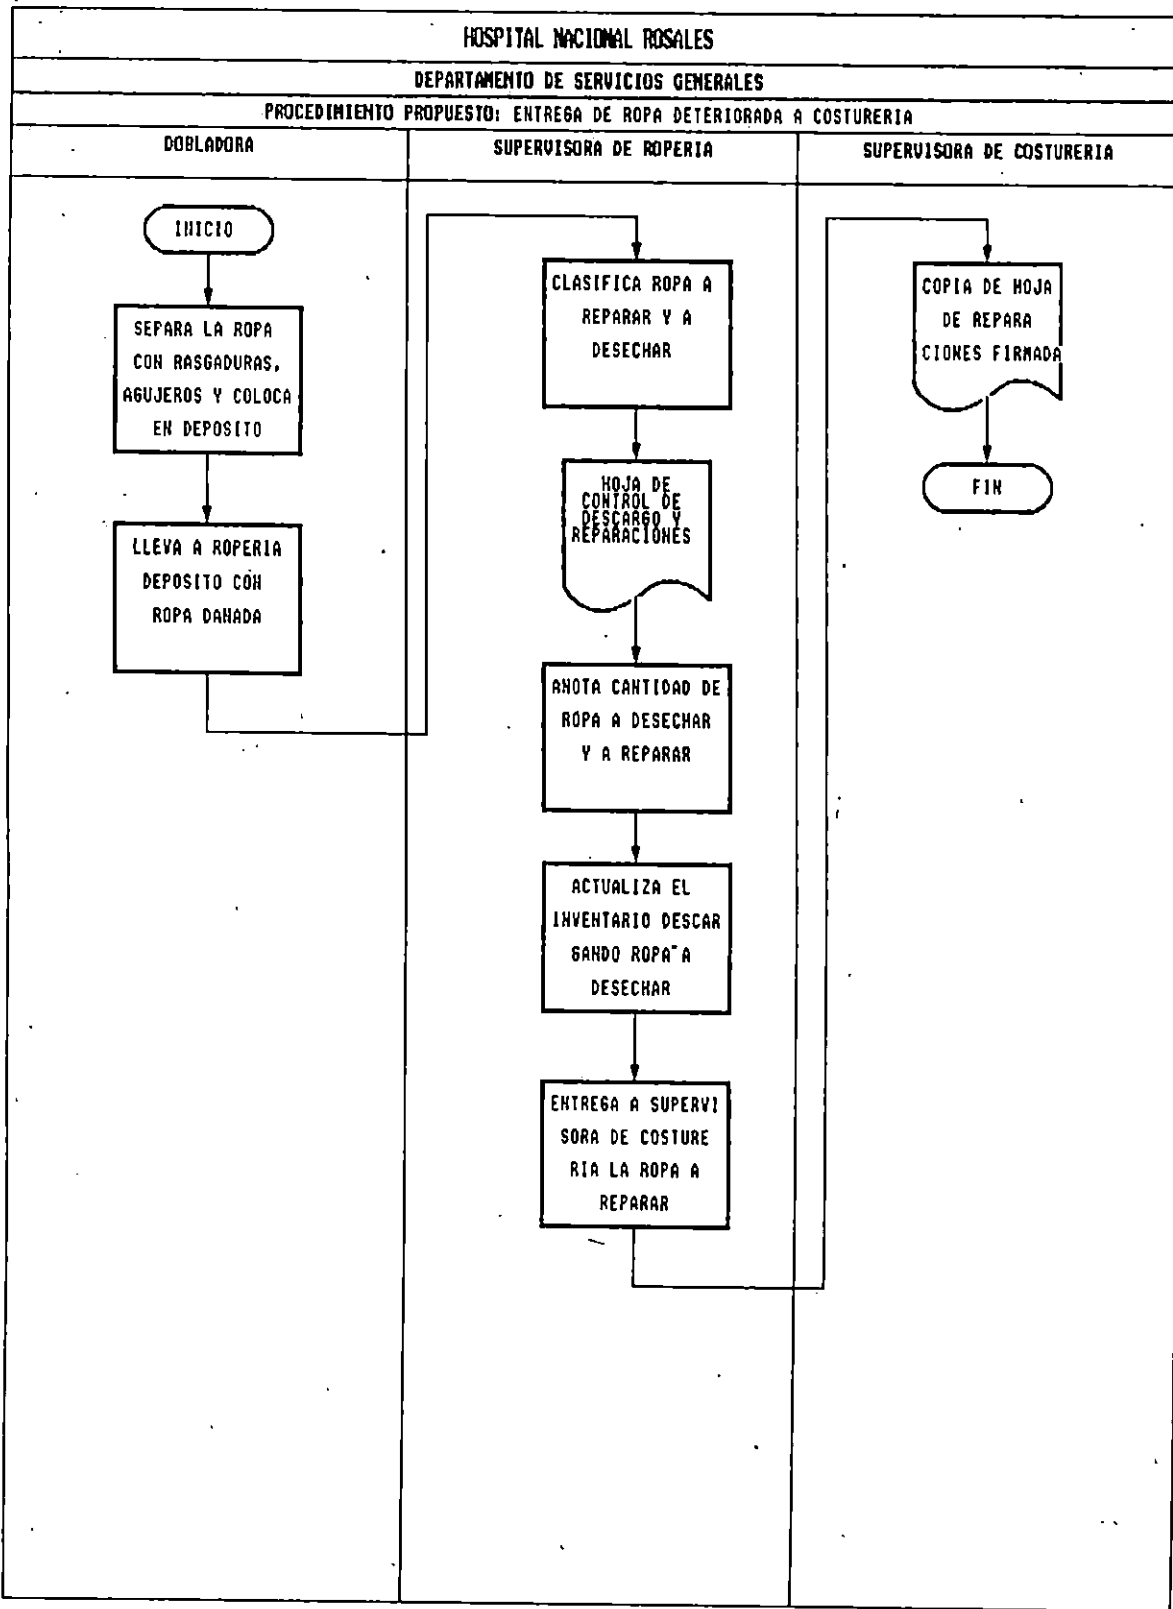 HOSPITAL NACIONAL ROSALES
DEPARTAMENTO DE SERVICIOS GENERALES
PROCEDIMIENTO PROPUESTO: ENTREGA DE ROPA DETERIORADA A COSTURERIA
DOBLADORA
SUPERVISORA DE ROPERIA
SUPERVISORA DE COSTURERIA
INICIO
SEPARA LA ROPA
CON RASGADURAS,
AGUJEROS Y COLOCA
EN DEPOSITO
LLEVA A ROPERIA
DEPOSITO CON
ROPA DANADA
CLASIFICA ROPA A
REPARAR Y A
DESECHAR
HOJA DE
CONTROL DE
DESCARGO Y
REPARACIONES
ANOTA CANTIDAD DE
ROPA A DESECHAR
Y A REPARAR
ACTUALIZA EL
INVENTARIO DESCAR
GANDO ROPA A
DESECHAR
ENTREGA A SUPERVI
SORA DE COSTURE
RIA LA ROPA A
REPARAR
COPIA DE HOJA
DE REPARA
CIONES FIRMADA
FIN